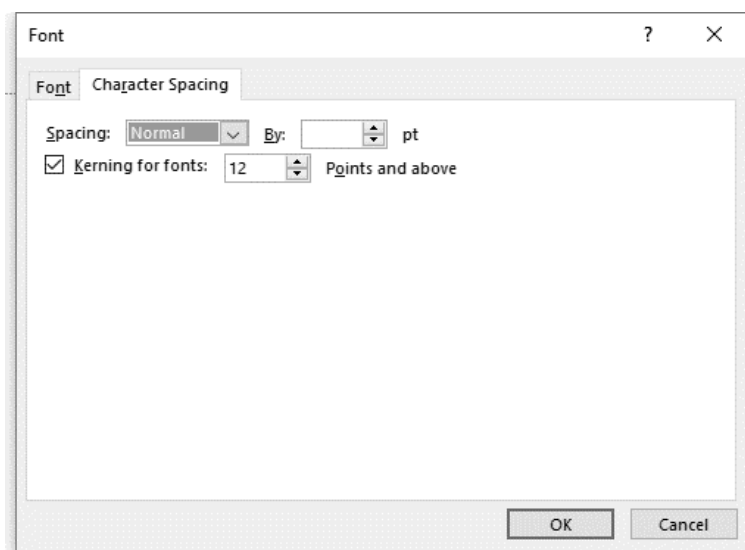 Font ?
Font Character Spacing
Spacing: Normal By: pt
Kerning for fonts: 12 Points and above
OK Cancel